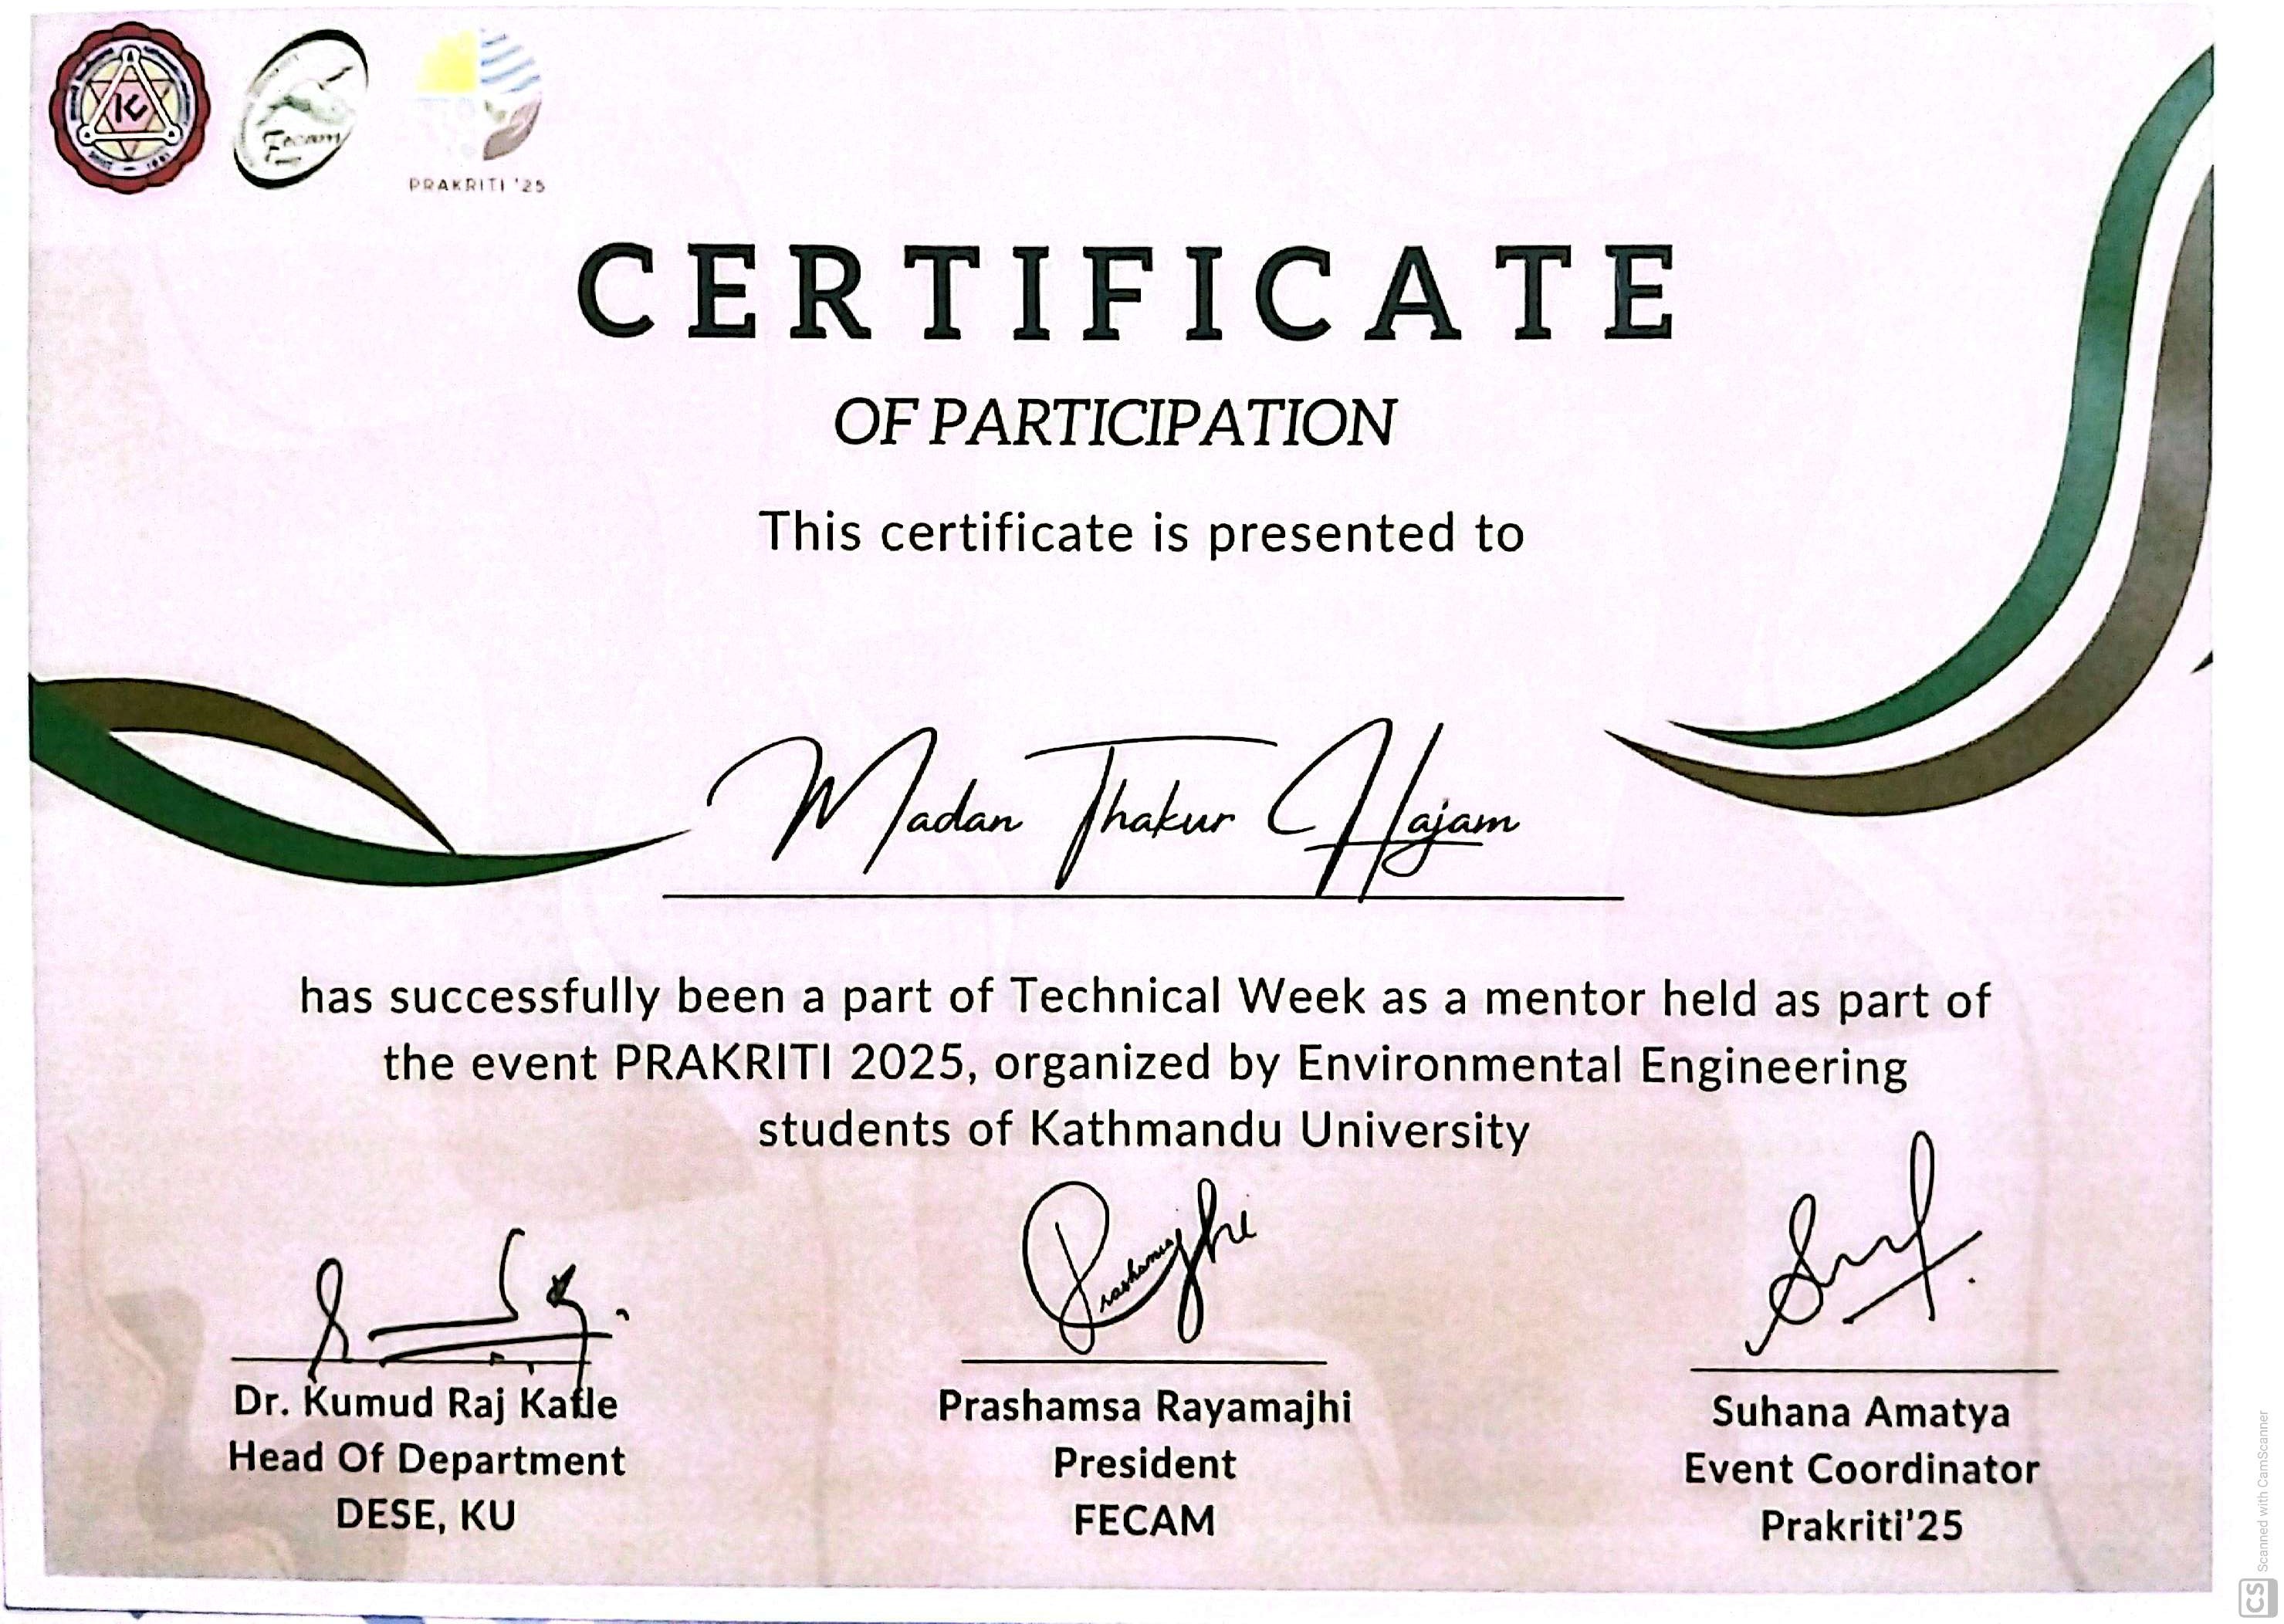 Fecam
PRAKRITI '25
CERTIFICATE
OF PARTICIPATION
This certificate is presented to
Madan Thakur Hajam
has successfully been a part of Technical Week as a mentor held as part of
the event PRAKRITI 2025, organized by Environmental Engineering
students of Kathmandu University
Dr. Kumud Raj Kafle
Head Of Department
DESE, KU
Prashamsa Rayamajhi
President
FECAM
Suhana Amatya
Event Coordinator
Prakriti'25
CS Scanned with CamScanner